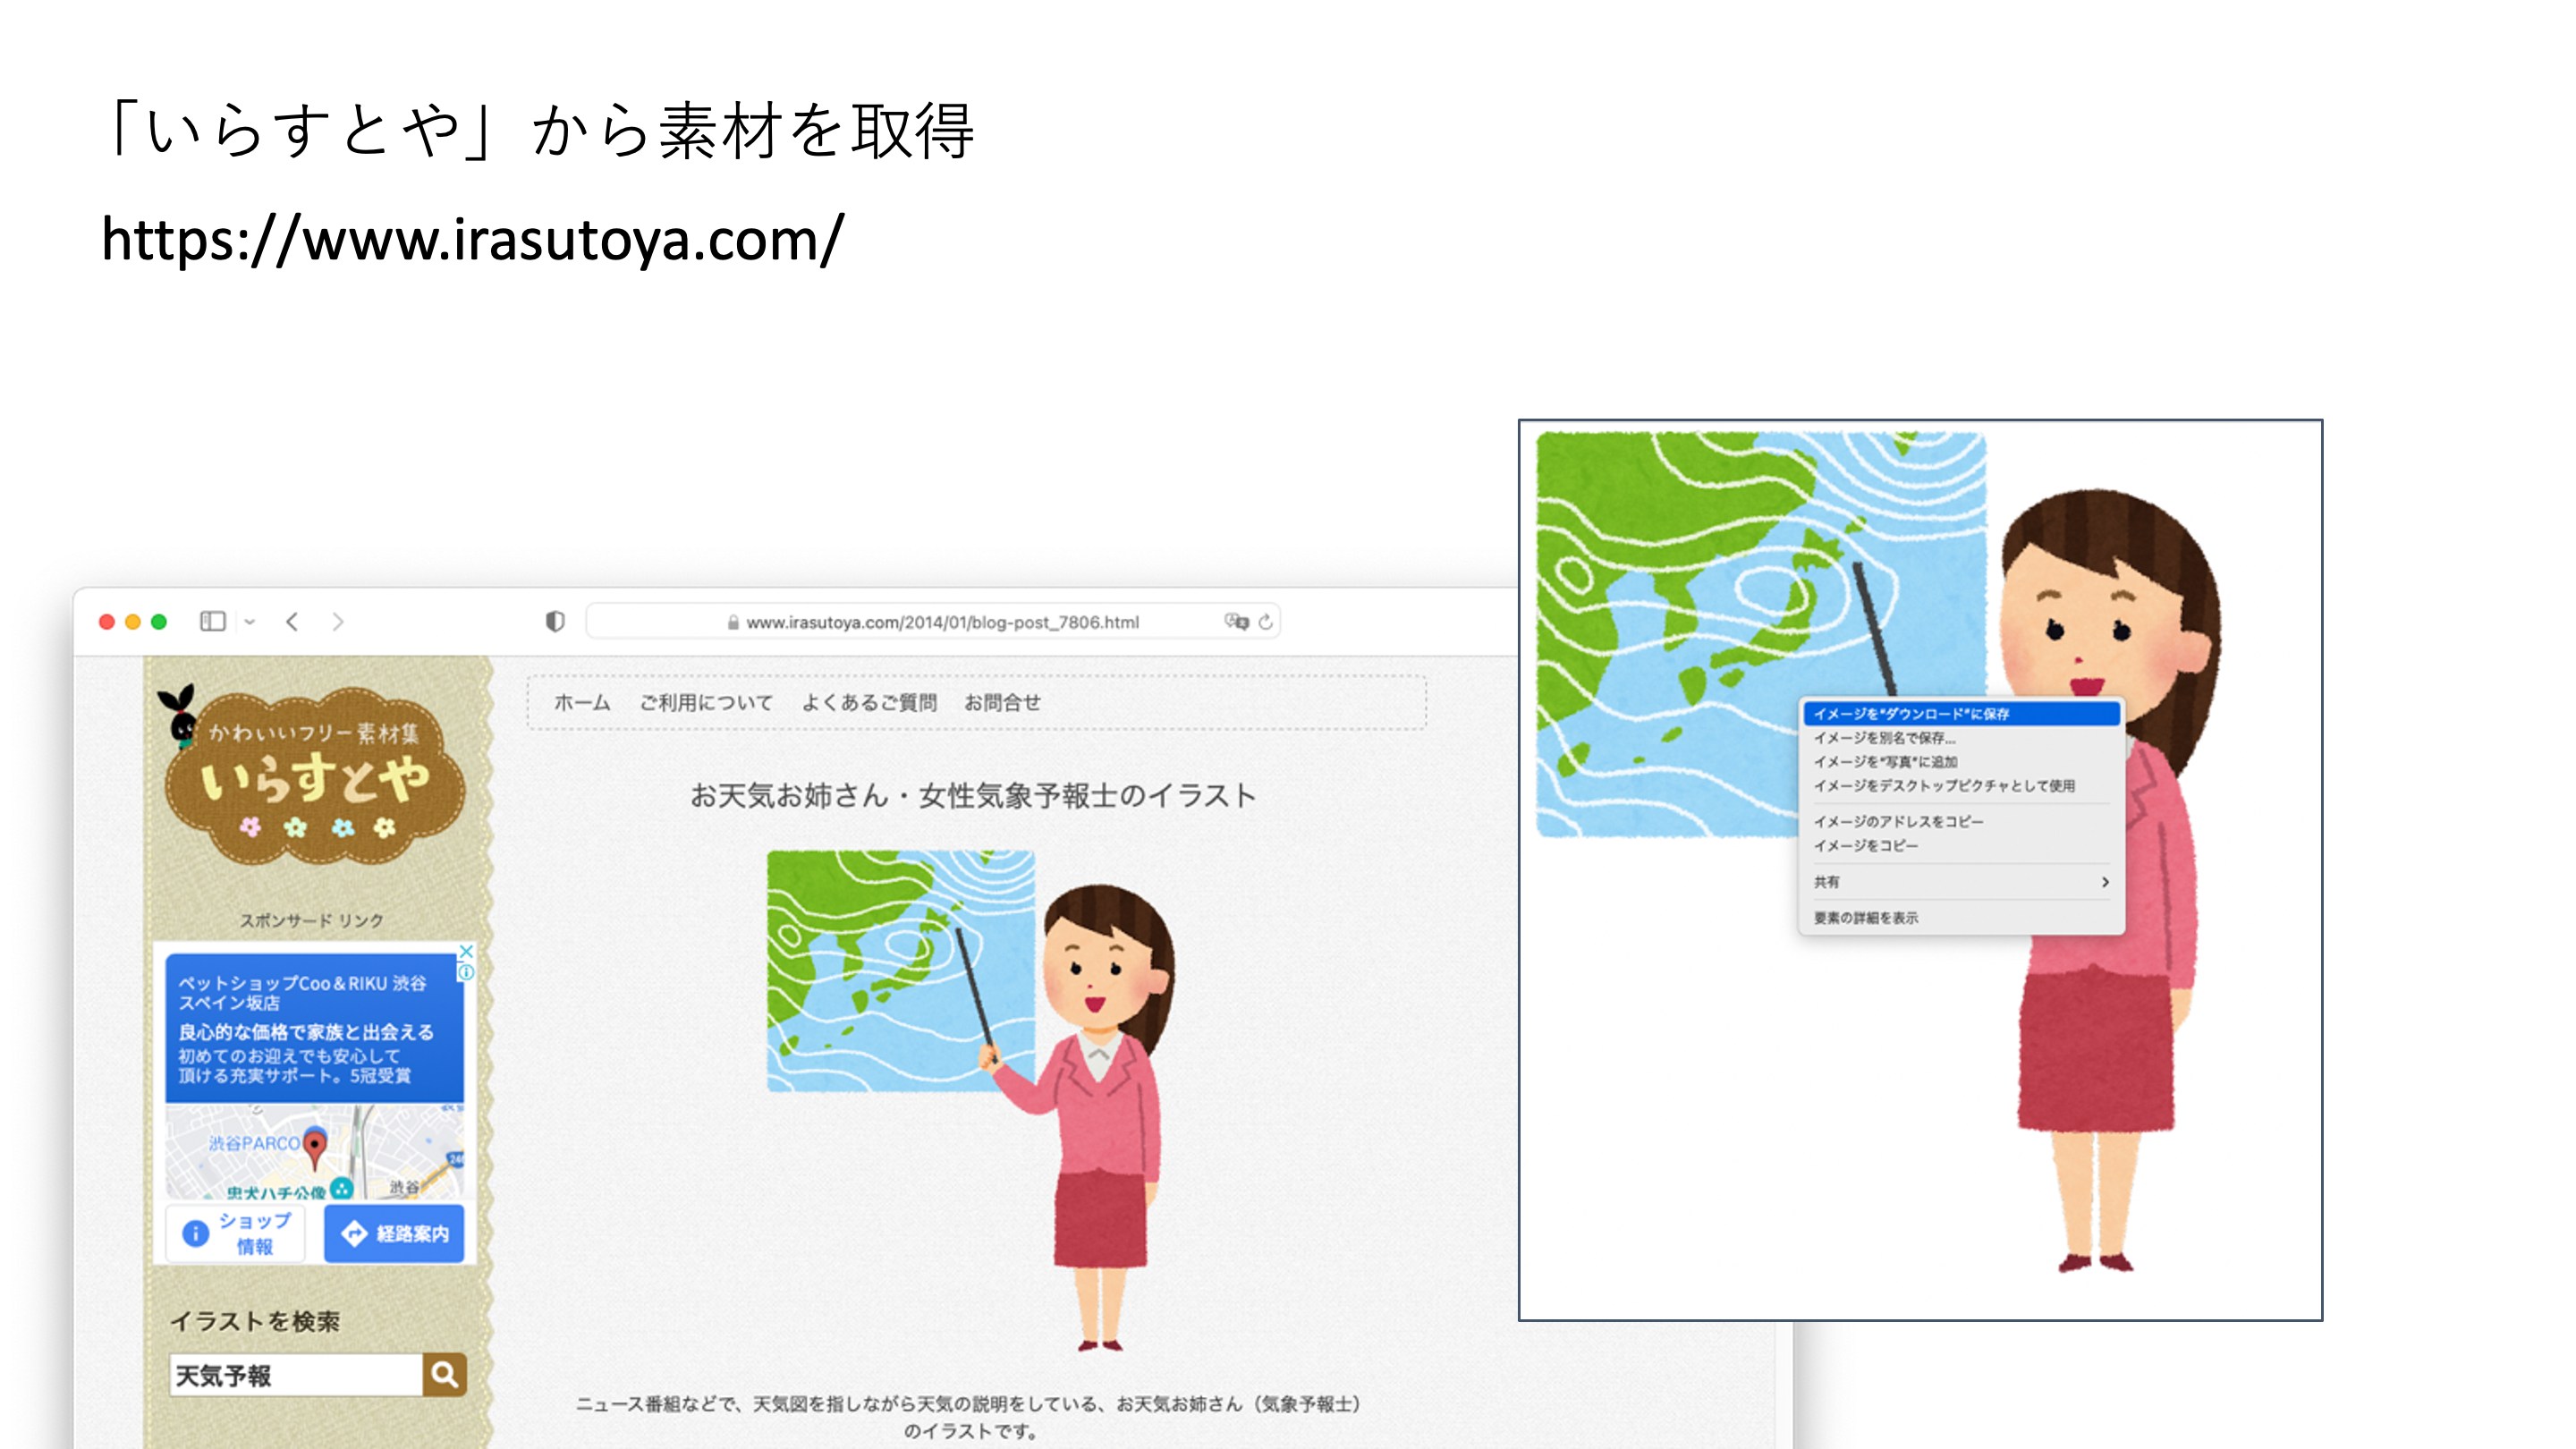 「いらすとや」から素材を取得
https://www.irasutoya.com/
www.irasutoya.com/2014/01/blog-post_7806.html
かわいいフリー素材集
いらすとや
スポンサード リンク
ペットショップCoo＆RIKU 渋谷
スペイン坂店
良心的な価格で家族と出会える
初めてのお迎えでも安心して
頂ける充実サポート。5冠受賞
渋谷PARCO
忠犬ハチ公像
渋谷
246
ショップ
情報
経路案内
イラストを検索
天気予報
ホーム ご利用について よくあるご質問 お問合せ
お天気お姉さん・女性気象予報士のイラスト
ニュース番組などで、天気図を指しながら天気の説明をしている、お天気お姉さん（気象予報士）
のイラストです。
イメージを“ダウンロード”に保存
イメージを別名で保存...
イメージを“写真”に追加
イメージをデスクトップピクチャとして使用
イメージのアドレスをコピー
イメージをコピー
共有
要素の詳細を表示